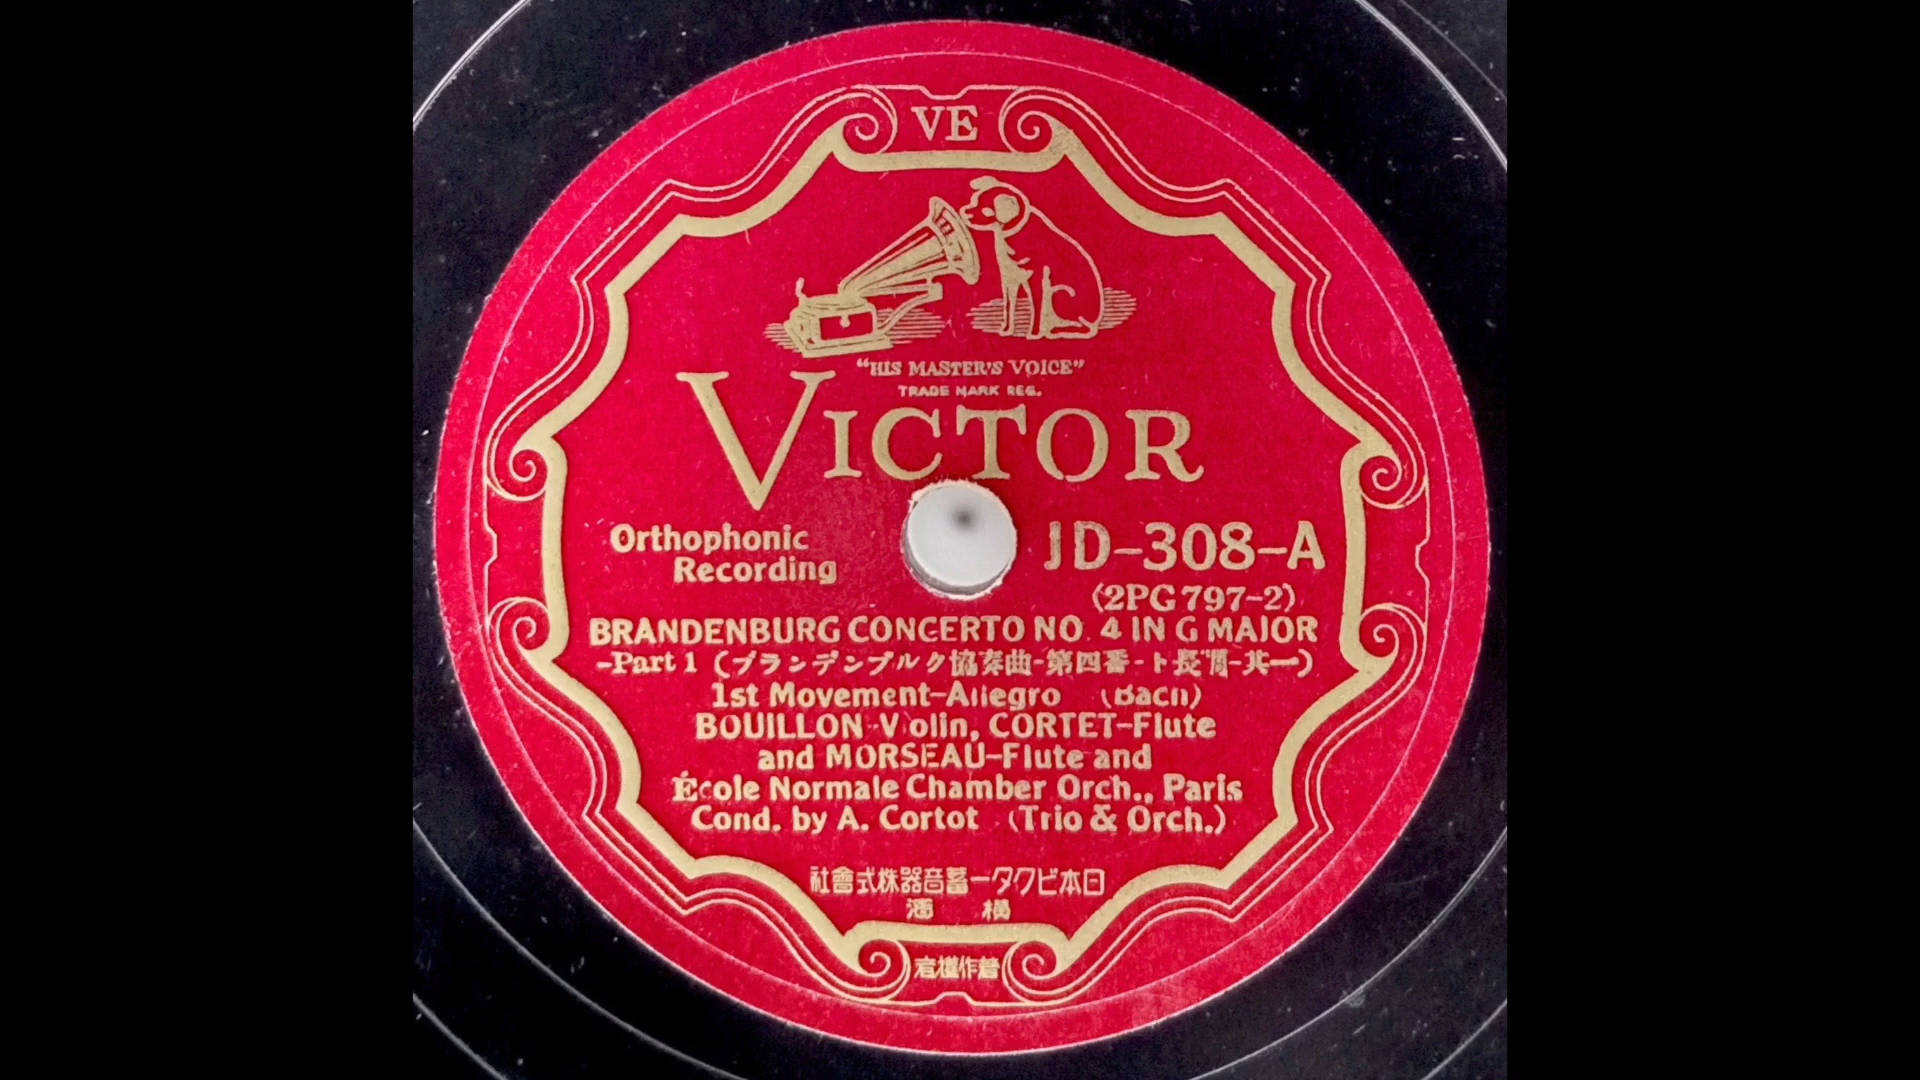 VE
“HIS MASTER'S VOICE”
TRADE MARK REG.
VICTOR
Orthophonic
Recording
JD-308-A
(2PG797-2)
BRANDENBURG CONCERTO NO. 4 IN G MAJOR
-Part 1 (ブランデンブルク協奏曲-第四番-ト長調-其一)
1st Movement-Allegro (Bach)
BOUILLON-Violin, CORTET-Flute
and MORSEAU-Flute and
École Normale Chamber Orch., Paris
Cond. by A. Cortot (Trio & Orch.)
社會式株器音蓄ータクビ本日
濱 横